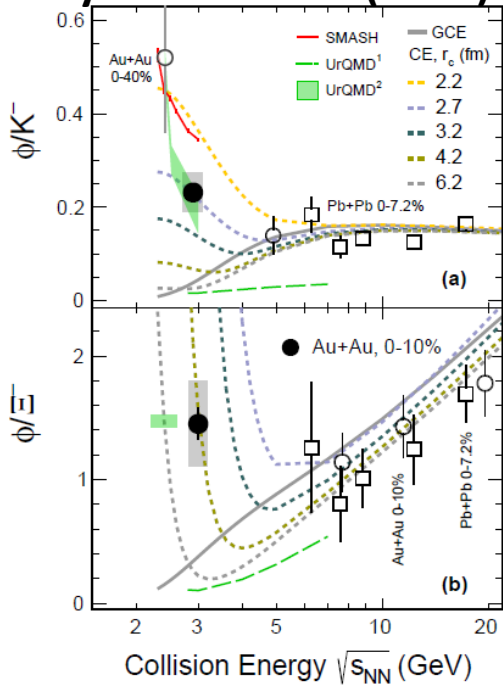 0.6
0.4
0.2
0
ϕ/K⁻
Au+Au
0-40%
SMASH
UrQMD¹
UrQMD²
GCE
CE, r_c (fm)
2.2
2.7
3.2
4.2
6.2
Pb+Pb 0-7.2%
(a)
2
1
0
ϕ/Ξ⁻
Au+Au, 0-10%
Au+Au 0-10%
Pb+Pb 0-7.2%
(b)
2 3 5 10 20
Collision Energy √s_NN (GeV)